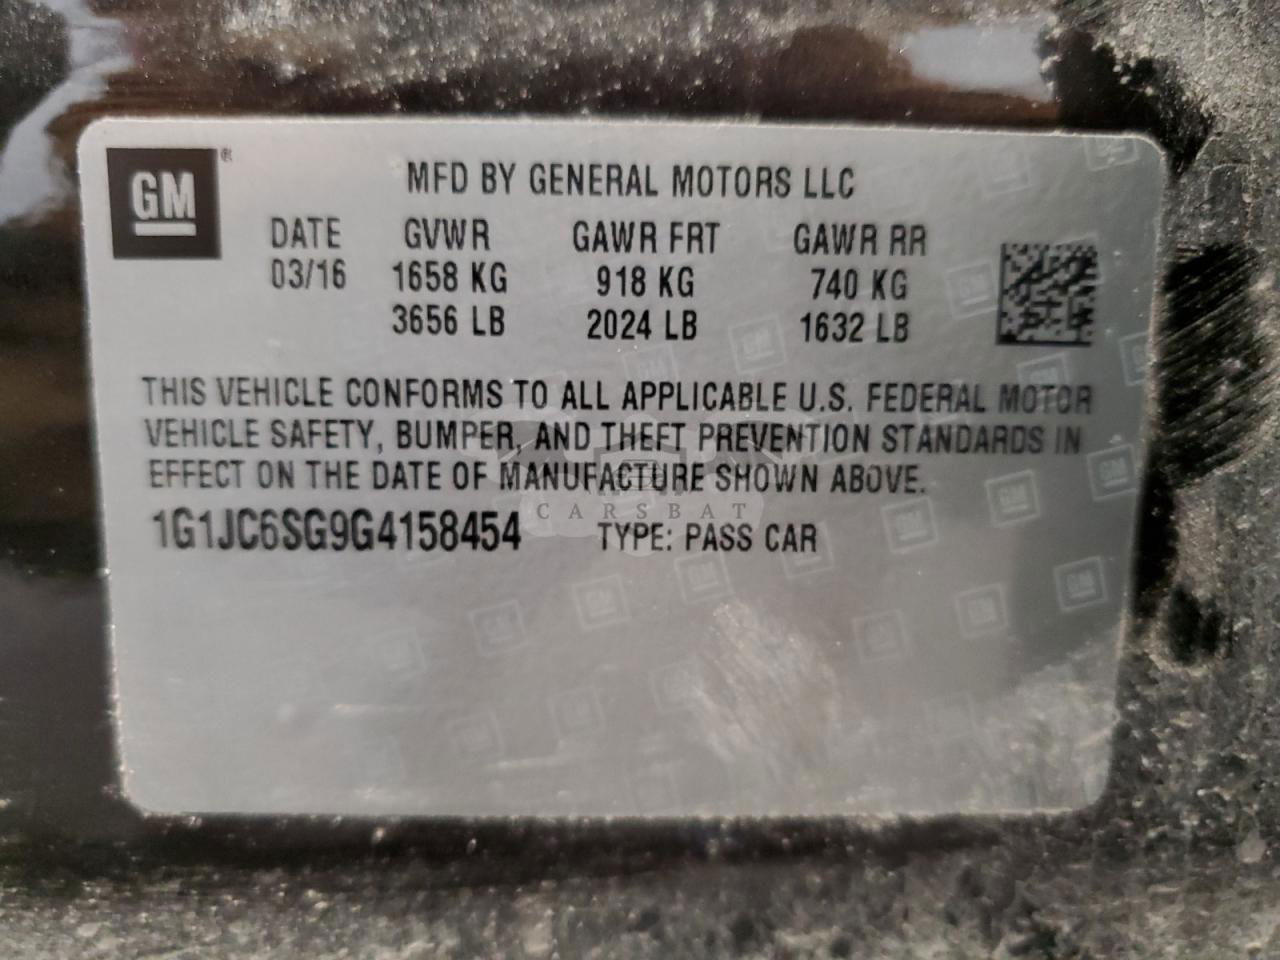 GM ®
MFD BY GENERAL MOTORS LLC
DATE GVWR GAWR FRT GAWR RR
03/16 1658 KG 918 KG 740 KG
3656 LB 2024 LB 1632 LB
THIS VEHICLE CONFORMS TO ALL APPLICABLE U.S. FEDERAL MOTOR
VEHICLE SAFETY, BUMPER, AND THEFT PREVENTION STANDARDS IN
EFFECT ON THE DATE OF MANUFACTURE SHOWN ABOVE.
CARSBAT
1G1JC6SG9G4158454 TYPE: PASS CAR